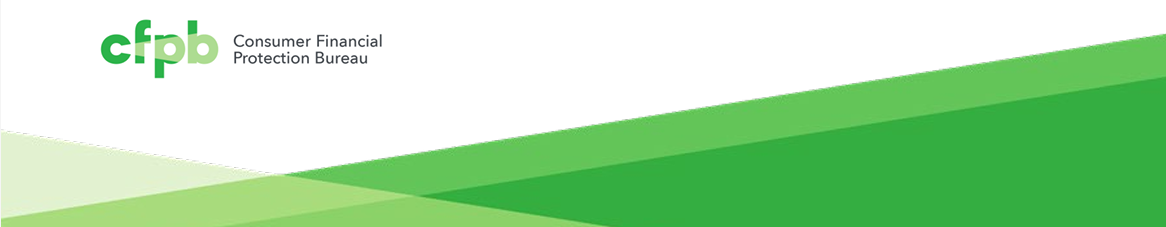 cfpb
Consumer Financial
Protection Bureau